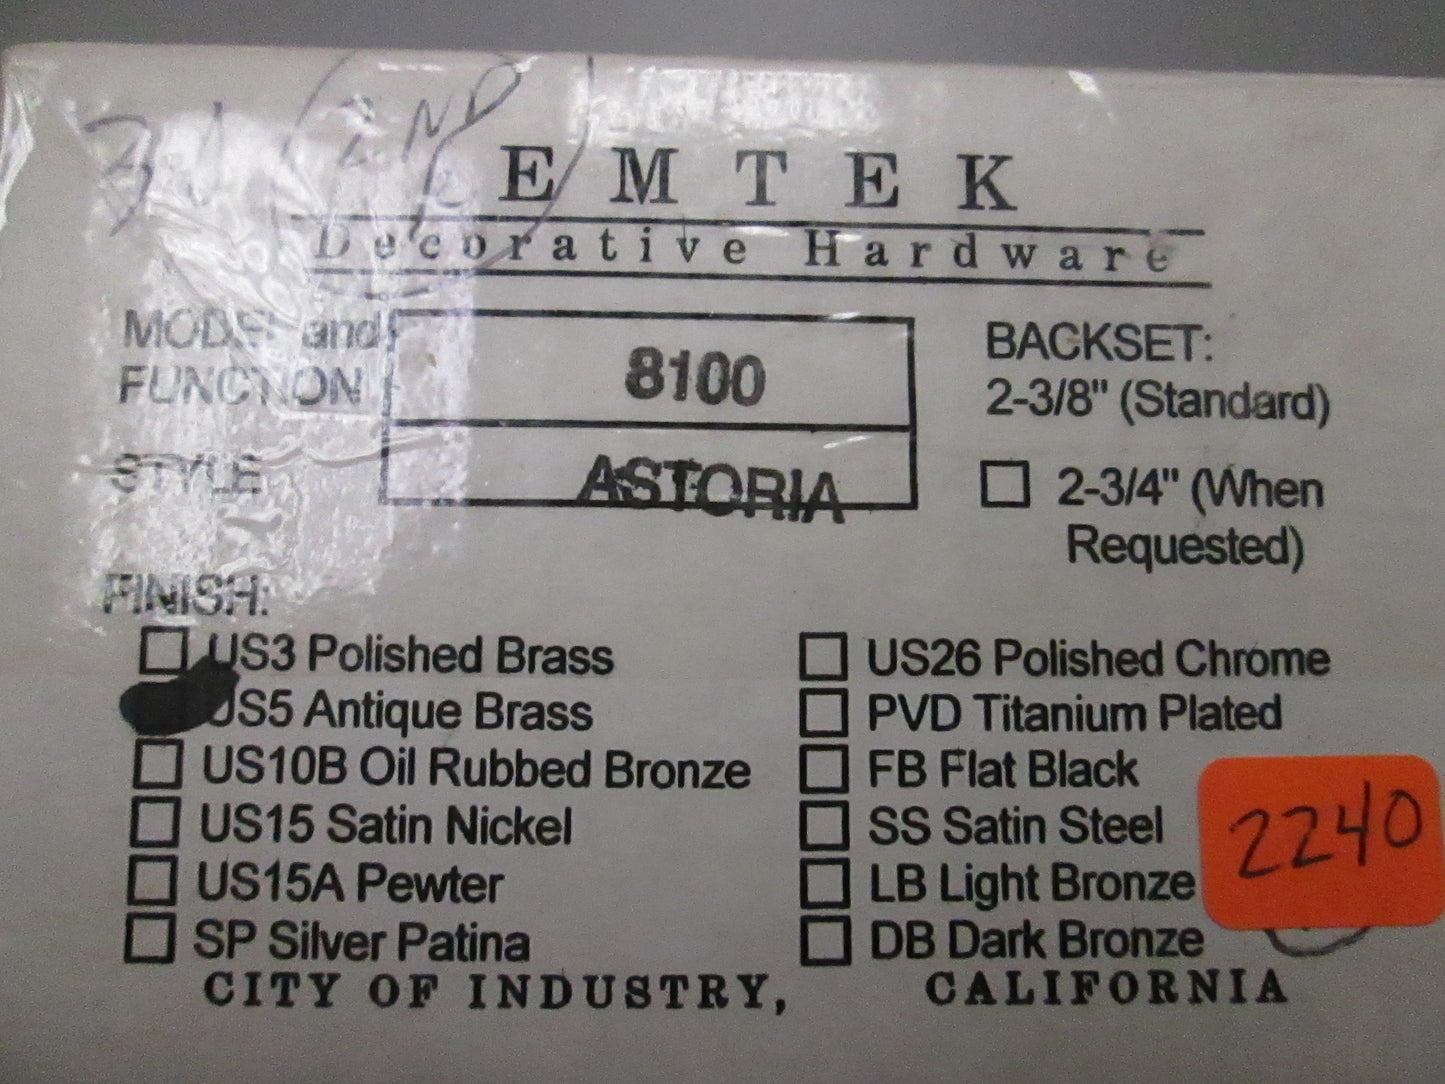 2ND
EMTEK
Decorative Hardware
MODEL and
FUNCTION
8100
STYLE
ASTORIA
BACKSET:
2-3/8" (Standard)
2-3/4" (When
Requested)
FINISH:
US3 Polished Brass
US5 Antique Brass
US10B Oil Rubbed Bronze
US15 Satin Nickel
US15A Pewter
SP Silver Patina
US26 Polished Chrome
PVD Titanium Plated
FB Flat Black
SS Satin Steel
LB Light Bronze
DB Dark Bronze
2240
CITY OF INDUSTRY, CALIFORNIA